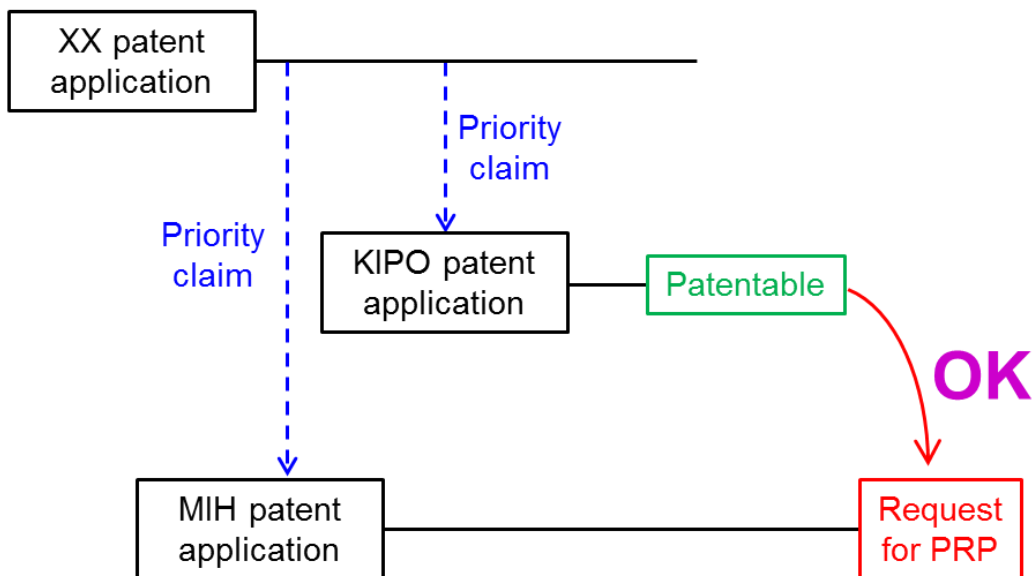 XX patent
application
Priority
claim
Priority
claim
KIPO patent
application
Patentable
OK
MIH patent
application
Request
for PRP